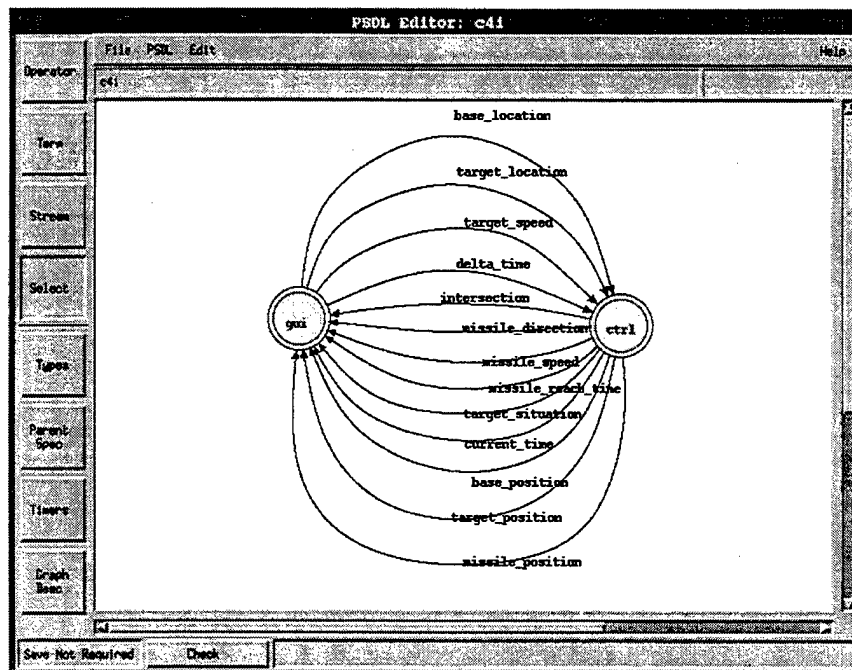 PSDL Editor: c4i
File PSDL Edit Help
Operator
c4i
Term
Stream
Select
Types
Parent
Spec
Timers
Graph
Desc
base_location
target_location
target_speed
delta_time
intersection
gui
ctrl
missile_direction
missile_speed
missile_reach_time
target_situation
current_time
base_position
target_position
missile_position
Save Not Required Check